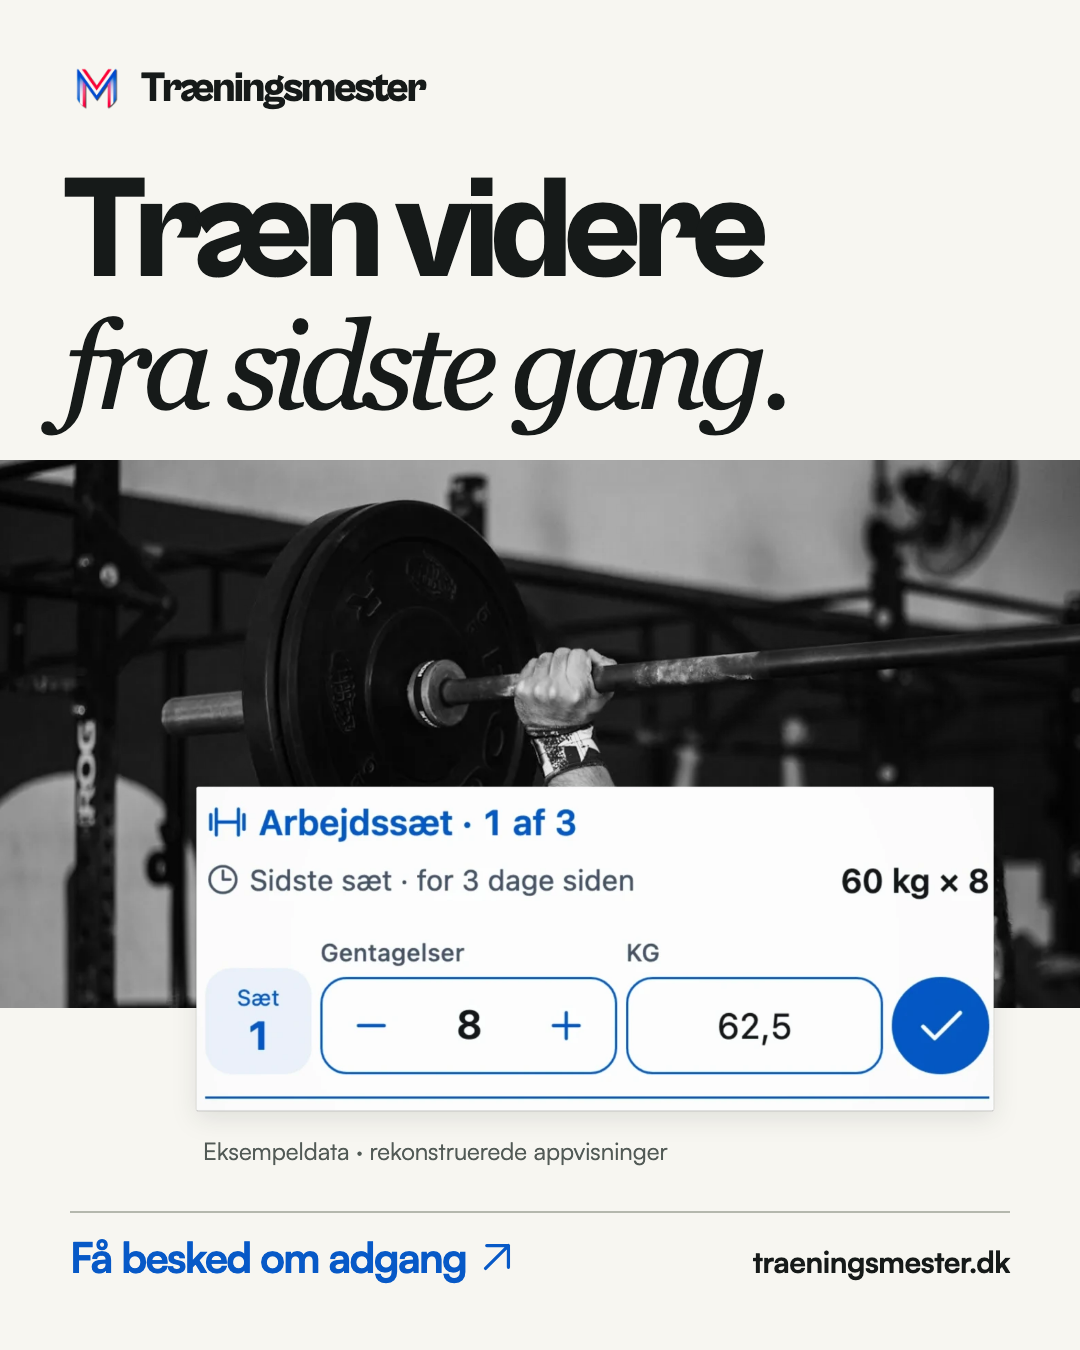 Træningsmester
Træn videre
fra sidste gang.
ROG
Arbejdssæt · 1 af 3
Sidste sæt · for 3 dage siden 60 kg × 8
Gentagelser KG
Sæt
1 − 8 + 62,5
Eksempeldata · rekonstruerede appvisninger
Få besked om adgang ↗ traeningsmester.dk